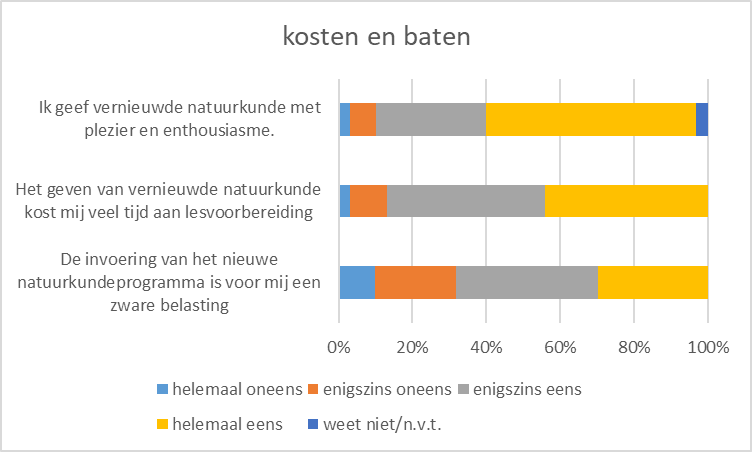 kosten en baten
Ik geef vernieuwde natuurkunde met
plezier en enthousiasme.
Het geven van vernieuwde natuurkunde
kost mij veel tijd aan lesvoorbereiding
De invoering van het nieuwe
natuurkundeprogramma is voor mij een
zware belasting
0% 20% 40% 60% 80% 100%
helemaal oneens enigszins oneens enigszins eens
helemaal eens weet niet/n.v.t.